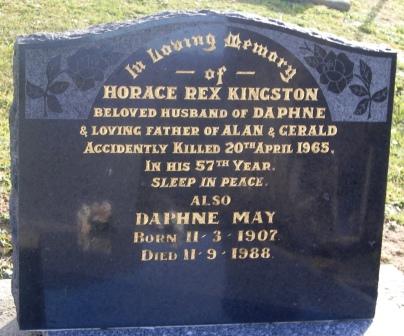 In Loving Memory
— of —
HORACE REX KINGSTON
BELOVED HUSBAND OF DAPHNE
& LOVING FATHER OF ALAN & GERALD
ACCIDENTLY KILLED 20TH APRIL 1965.
IN HIS 57TH YEAR.
SLEEP IN PEACE.
ALSO
DAPHNE MAY
BORN 11-3-1907.
DIED 11-9-1988.